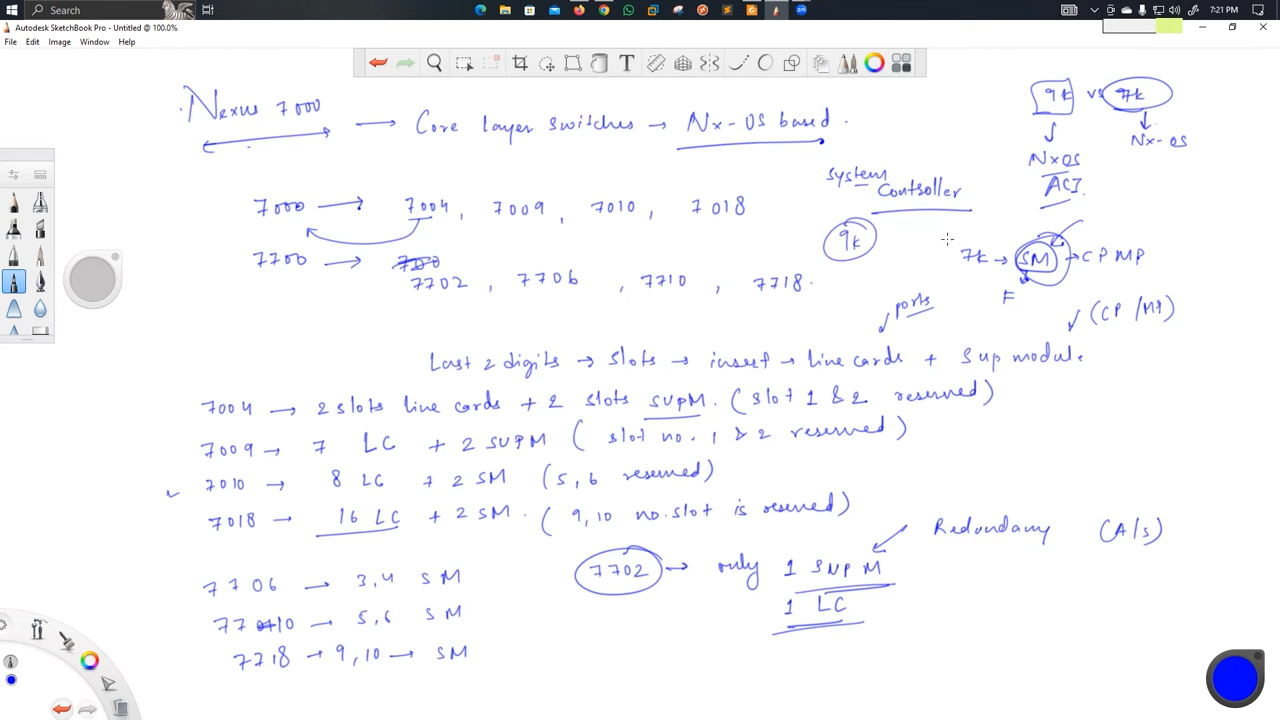 Search
7:21 PM
Autodesk SketchBook Pro - Untitled @ 100.0%
File Edit Image Window Help
Nexus 7000 → Core layer switches → Nx-OS based.
9k vs 7k
NxOS Nx-OS
ACI
System Controller
9k
7000 → 7004, 7009, 7010, 7018
7k → SM → CP MP
F
7700 → 7700
7702, 7706, 7710, 7718.
ports
(CP/MP)
Last 2 digits → slots → insert → line cards + Sup module
7004 → 2 slots line cards + 2 slots supM. (slot 1 & 2 reserved)
7009 → 7 LC + 2 SUPM (slot no. 1 & 2 reserved)
7010 → 8 LC + 2 SM (5, 6 reserved)
7018 → 16 LC + 2 SM. (9, 10 no. slot is reserved)
Redundancy (A/S)
7702 → only 1 SUP M
1 LC
7706 → 3,4 SM
7710 → 5,6 SM
7718 → 9,10 → SM